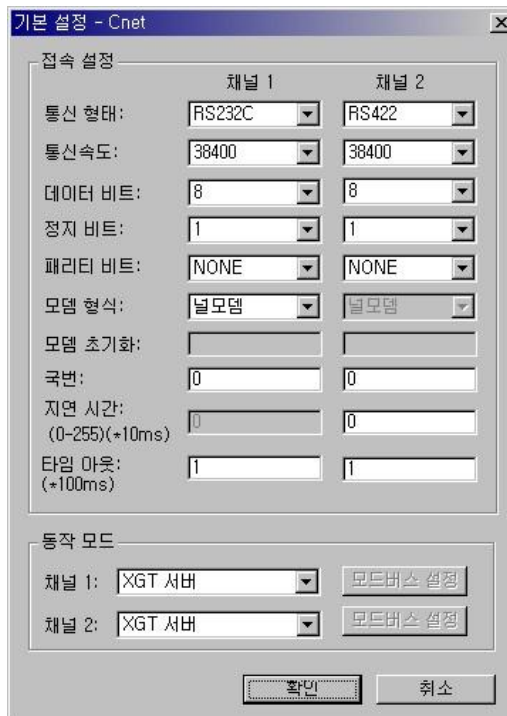 기본 설정 - Cnet
접속 설정
채널 1 채널 2
통신 형태: RS232C RS422
통신속도: 38400 38400
데이터 비트: 8 8
정지 비트: 1 1
패리티 비트: NONE NONE
모뎀 형식: 널모뎀 널모뎀
모뎀 초기화:
국번: 0 0
지연 시간: 0 0
(0-255)(*10ms)
타임 아웃: 1 1
(*100ms)
동작 모드
채널 1: XGT 서버 모드버스 설정
채널 2: XGT 서버 모드버스 설정
확인 취소